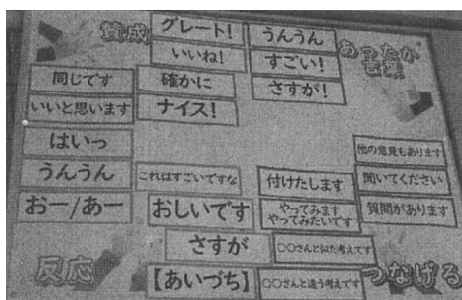 賛成
グレート!
うんうん
あったか
言葉
いいね!
すごい!
同じです
確かに
さすが!
いいと思います
ナイス!
はいっ
他の意見もあります
うんうん
これはすごいですな
付けたします
聞いてください
おー/あー
おしいです
やってみます
やってみたいです
質問があります
さすが
○○さんと似た考えです
反応
【あいづち】
○○さんと違う考えです
つなげる